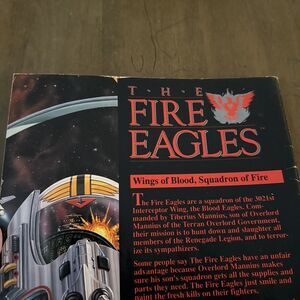 THE
FIRE
EAGLES
Wings of Blood, Squadron of Fire
The Fire Eagles are a squadron of the 3021st
Interceptor Wing, the Blood Eagles. Com-
manded by Tiberius Mannius, son of Overlord
Mannius of the Terran Overlord Government,
their mission is to hunt down and slaughter all
members of the Renegade Legion, and to terror-
ize its sympathizers.
Some people say The Fire Eagles have an unfair
advantage because Overlord Mannius makes
sure his son's squadron gets all the supplies and
parts they need. The Fire Eagles just smile and
paint the fresh kills on their fighters.